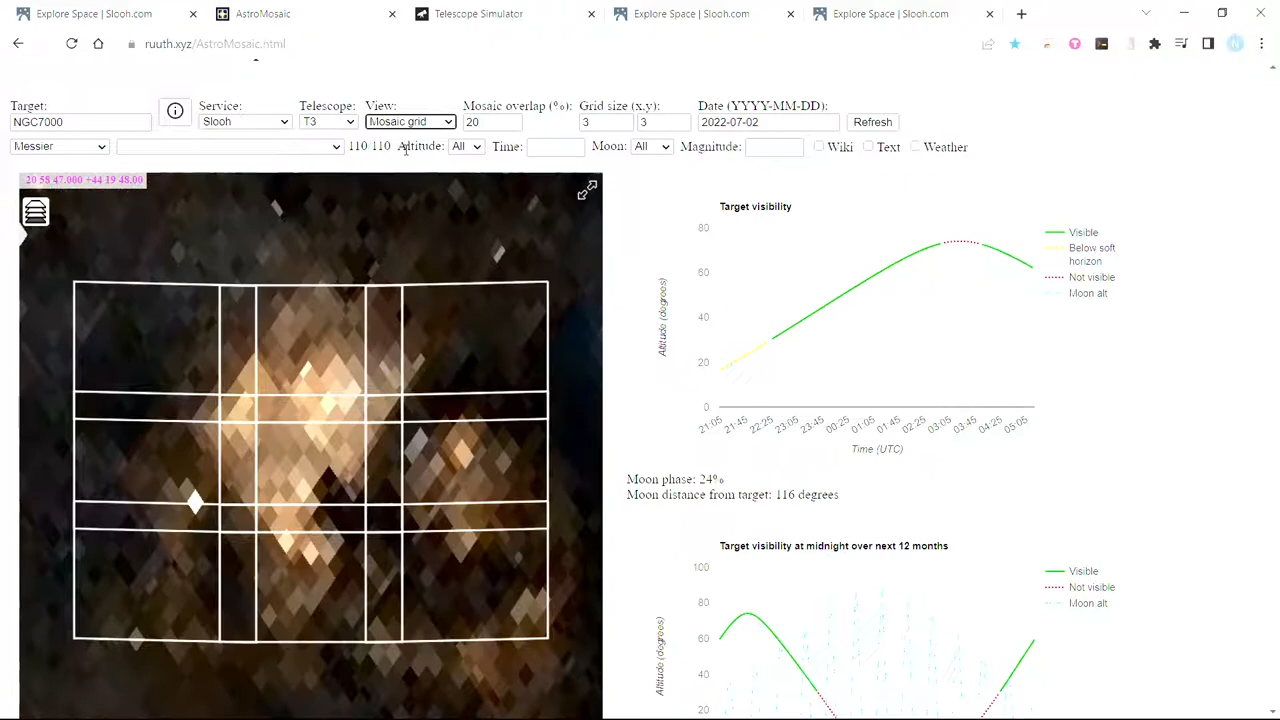 Explore Space | Slooh.com
AstroMosaic
Telescope Simulator
Explore Space | Slooh.com
Explore Space | Slooh.com
ruuth.xyz/AstroMosaic.html
Target:
Service:
Telescope:
View:
Mosaic overlap (%):
Grid size (x,y):
Date (YYYY-MM-DD):
NGC7000
Slooh
T3
Mosaic grid
20
3
3
2022-07-02
Refresh
Messier
110 110
Altitude:
All
Time:
Moon:
All
Magnitude:
Wiki
Text
Weather
20 58 47.000 +44 19 48.00
Target visibility
80
60
40
20
0
Altitude (degrees)
21:05
21:45
22:25
23:05
23:45
00:25
01:05
01:45
02:25
03:05
03:45
04:25
05:05
Time (UTC)
Visible
Below soft
horizon
Not visible
Moon alt
Moon phase: 24%
Moon distance from target: 116 degrees
Target visibility at midnight over next 12 months
100
80
60
40
20
Altitude (degrees)
Visible
Not visible
Moon alt